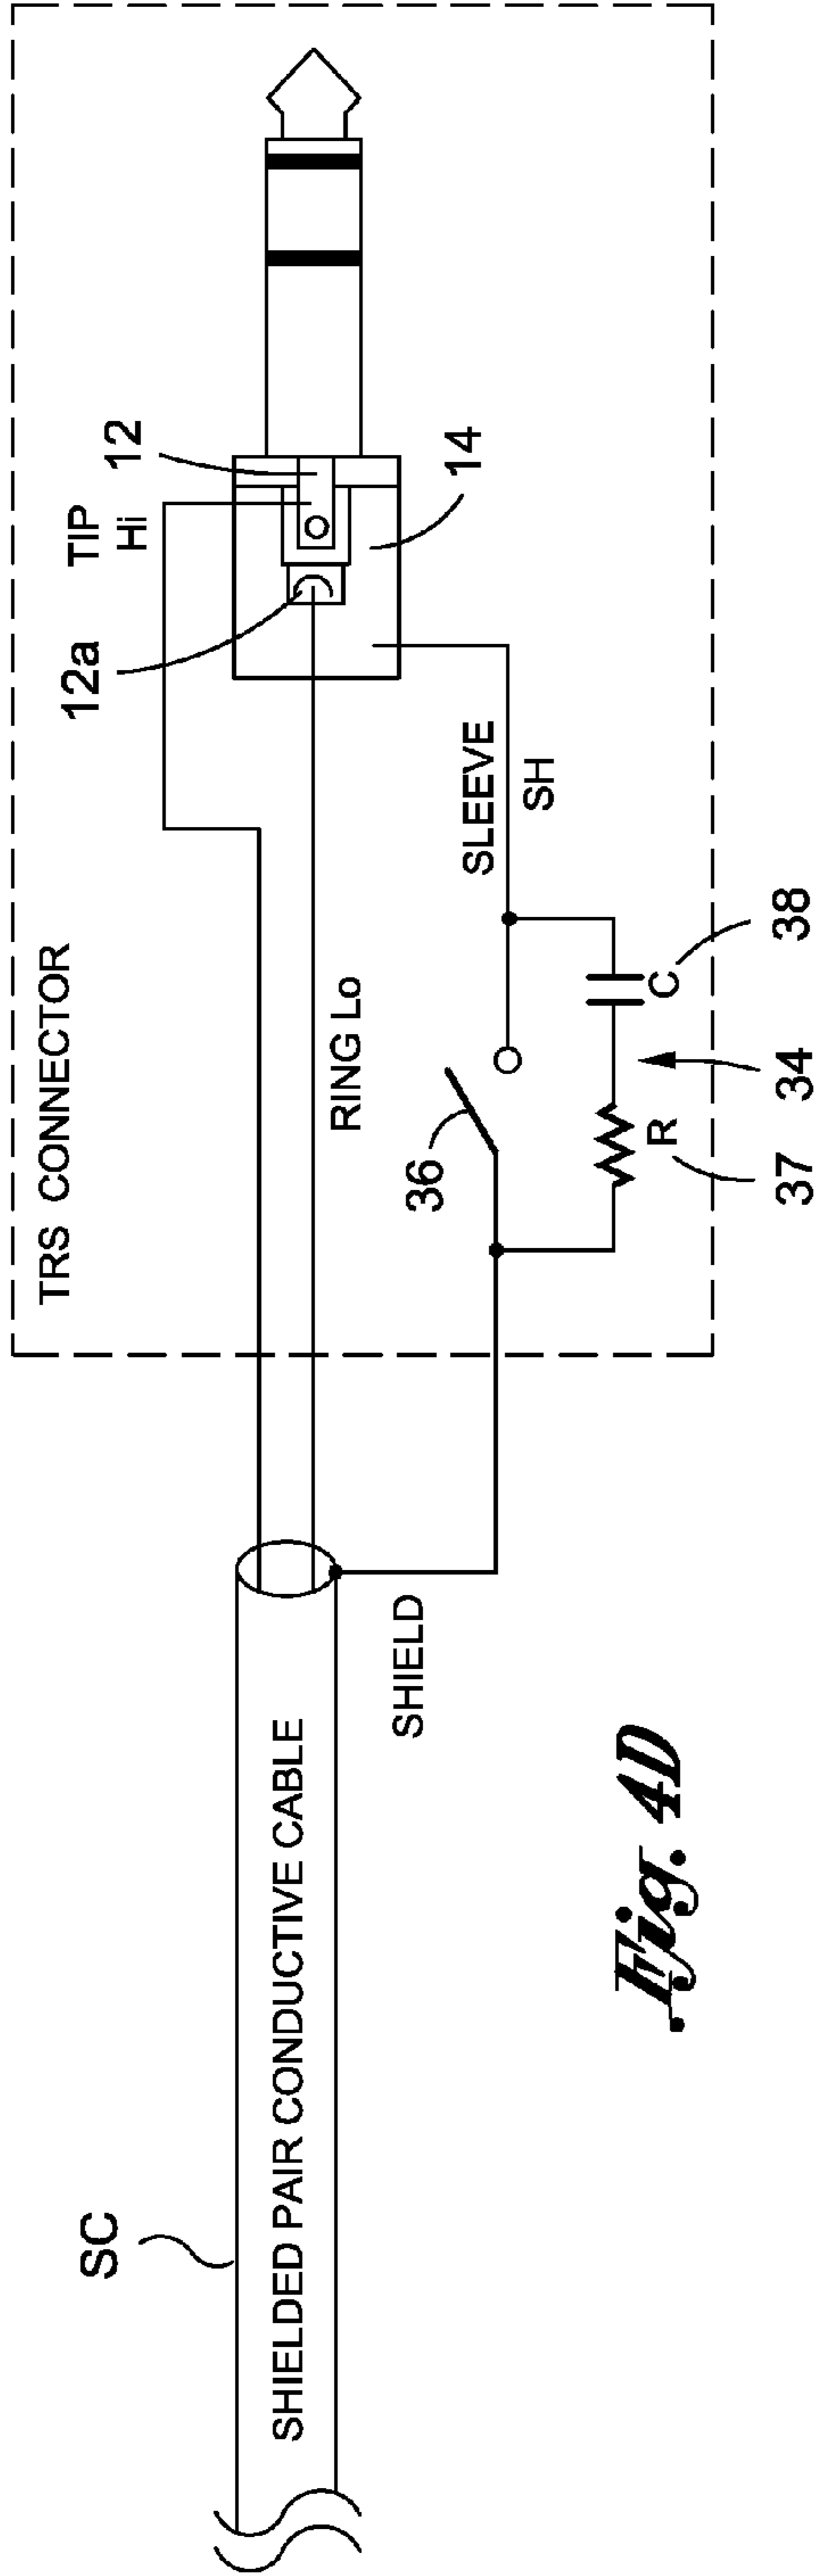 TRS CONNECTOR
TIP
Hi
12
12a
14
RING Lo
SLEEVE
SH
36
C
38
34
R
37
SC
SHIELDED PAIR CONDUCTIVE CABLE
SHIELD
Fig. 4D